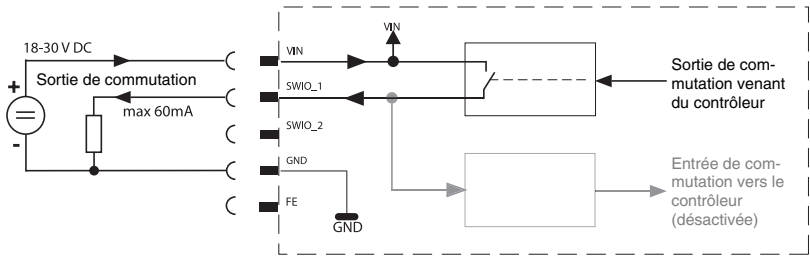 18-30 V DC
Sortie de commutation
max 60mA
+
-
VIN
SWIO_1
SWIO_2
GND
FE
VIN
GND
Sortie de com-
mutation venant
du contrôleur
Entrée de com-
mutation vers le
contrôleur
(désactivée)